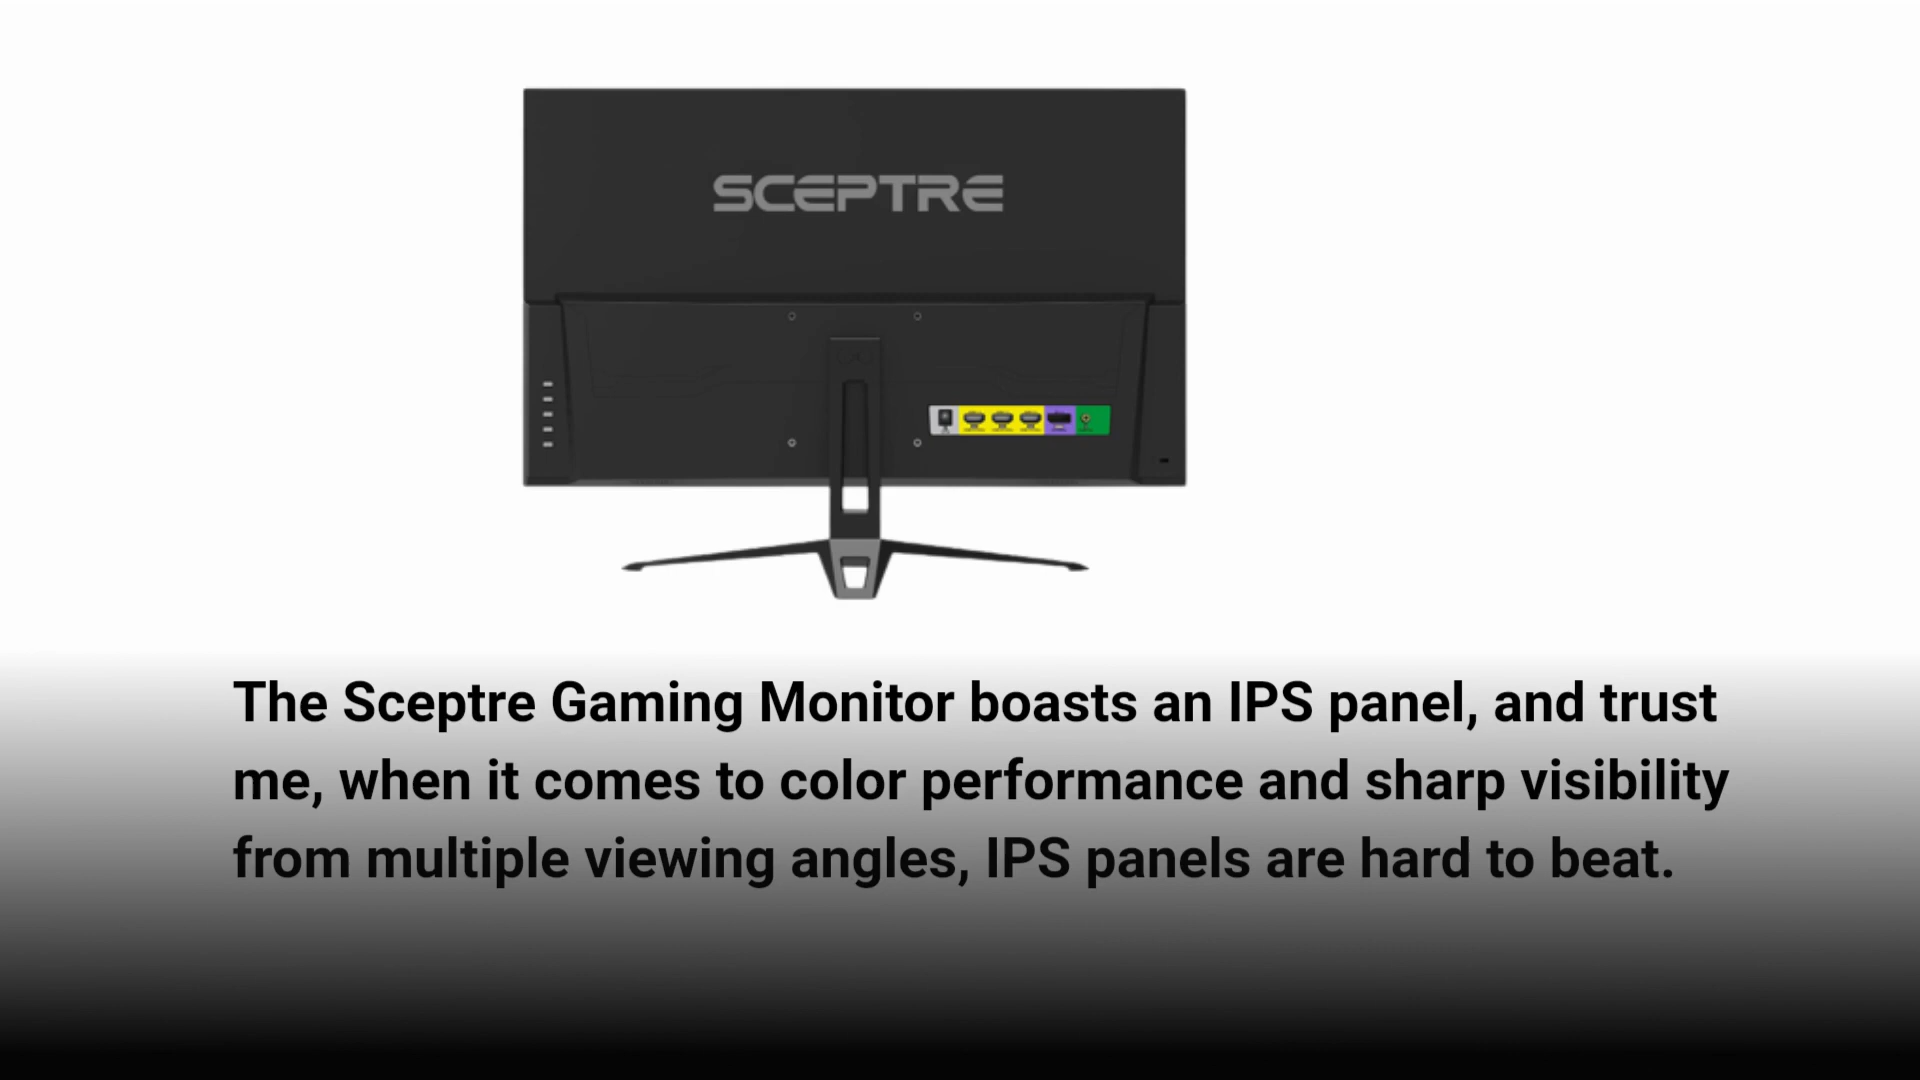 SCEPTRE
The Sceptre Gaming Monitor boasts an IPS panel, and trust
me, when it comes to color performance and sharp visibility
from multiple viewing angles, IPS panels are hard to beat.